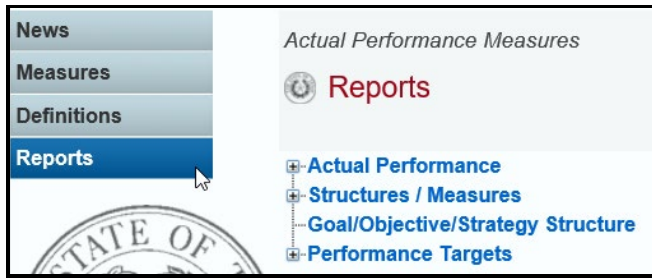 News
Measures
Definitions
Reports
Actual Performance Measures
Reports
Actual Performance
Structures / Measures
Goal/Objective/Strategy Structure
Performance Targets
STATE OF